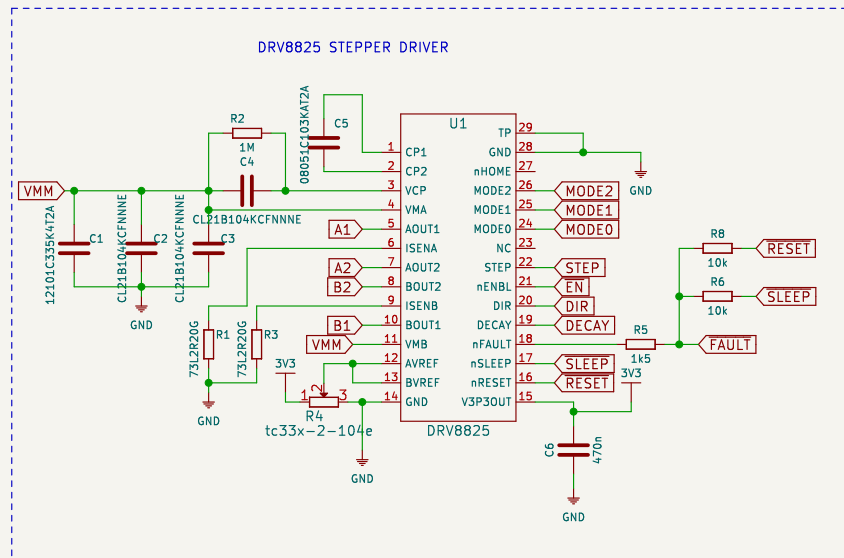 DRV8825 STEPPER DRIVER
R2
1M
C4
CL21B104KCFNNNE
C5
08051C103KAT2A
U1
DRV8825
1 CP1
2 CP2
3 VCP
4 VMA
5 AOUT1
6 ISENA
7 AOUT2
8 BOUT2
9 ISENB
10 BOUT1
11 VMB
12 AVREF
13 BVREF
14 GND
TP 29
GND 28
nHOME 27
MODE2 26
MODE1 25
MODE0 24
NC 23
STEP 22
nENBL 21
DIR 20
DECAY 19
nFAULT 18
nSLEEP 17
nRESET 16
V3P3OUT 15
VMM
C1
12101C335K4T2A
C2
CL21B104KCFNNNE
C3
CL21B104KCFNNNE
GND
A1
A2
B2
B1
VMM
R1
73L2R20G
R3
73L2R20G
GND
3V3
1 2 3
R4
tc33x-2-104e
GND
GND
MODE2
MODE1
MODE0
STEP
EN
DIR
DECAY
SLEEP
RESET
3V3
R5
1k5
R8
10k
RESET
R6
10k
SLEEP
FAULT
C6
470n
GND